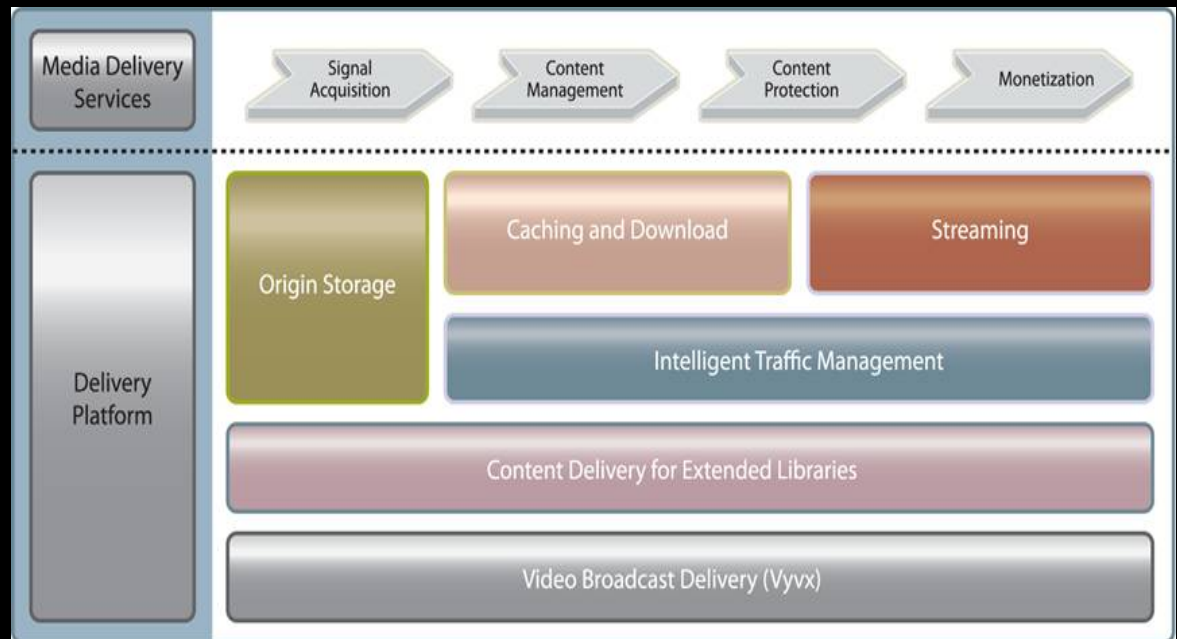 Media Delivery
Services
Signal
Acquisition
Content
Management
Content
Protection
Monetization
Delivery
Platform
Origin Storage
Caching and Download
Streaming
Intelligent Traffic Management
Content Delivery for Extended Libraries
Video Broadcast Delivery (Vyvx)